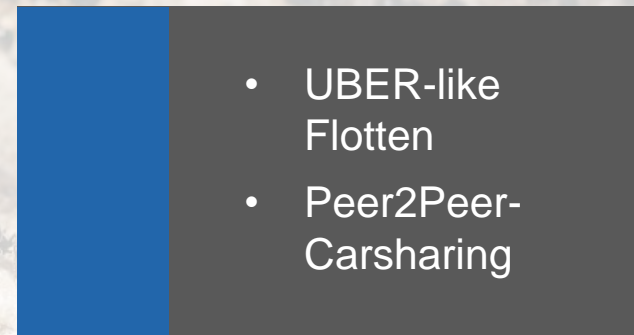 • UBER-like
Flotten
• Peer2Peer-
Carsharing